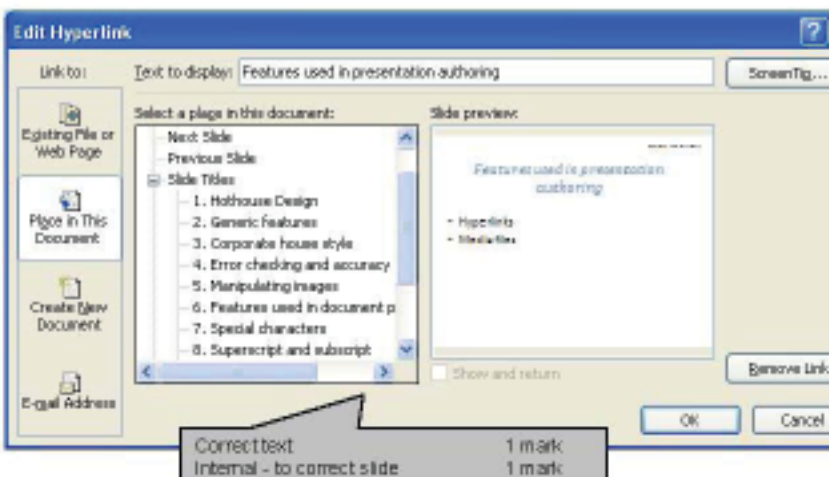 Edit Hyperlink
?
Link to:
Text to display:
Features used in presentation authoring
ScreenTip...
Existing File or
Web Page
Place in This
Document
Create New
Document
E-mail Address
Select a place in this document:
Next Slide
Previous Slide
Slide Titles
1. Hothouse Design
2. Generic features
3. Corporate house style
4. Error checking and accuracy
5. Manipulating images
6. Features used in document p
7. Special characters
8. Superscript and subscript
Slide preview:
Features used in presentation
authoring
- Hyperlinks
- Media files
Show and return
Remove Link
OK
Cancel
Correct text 1 mark
Internal - to correct slide 1 mark